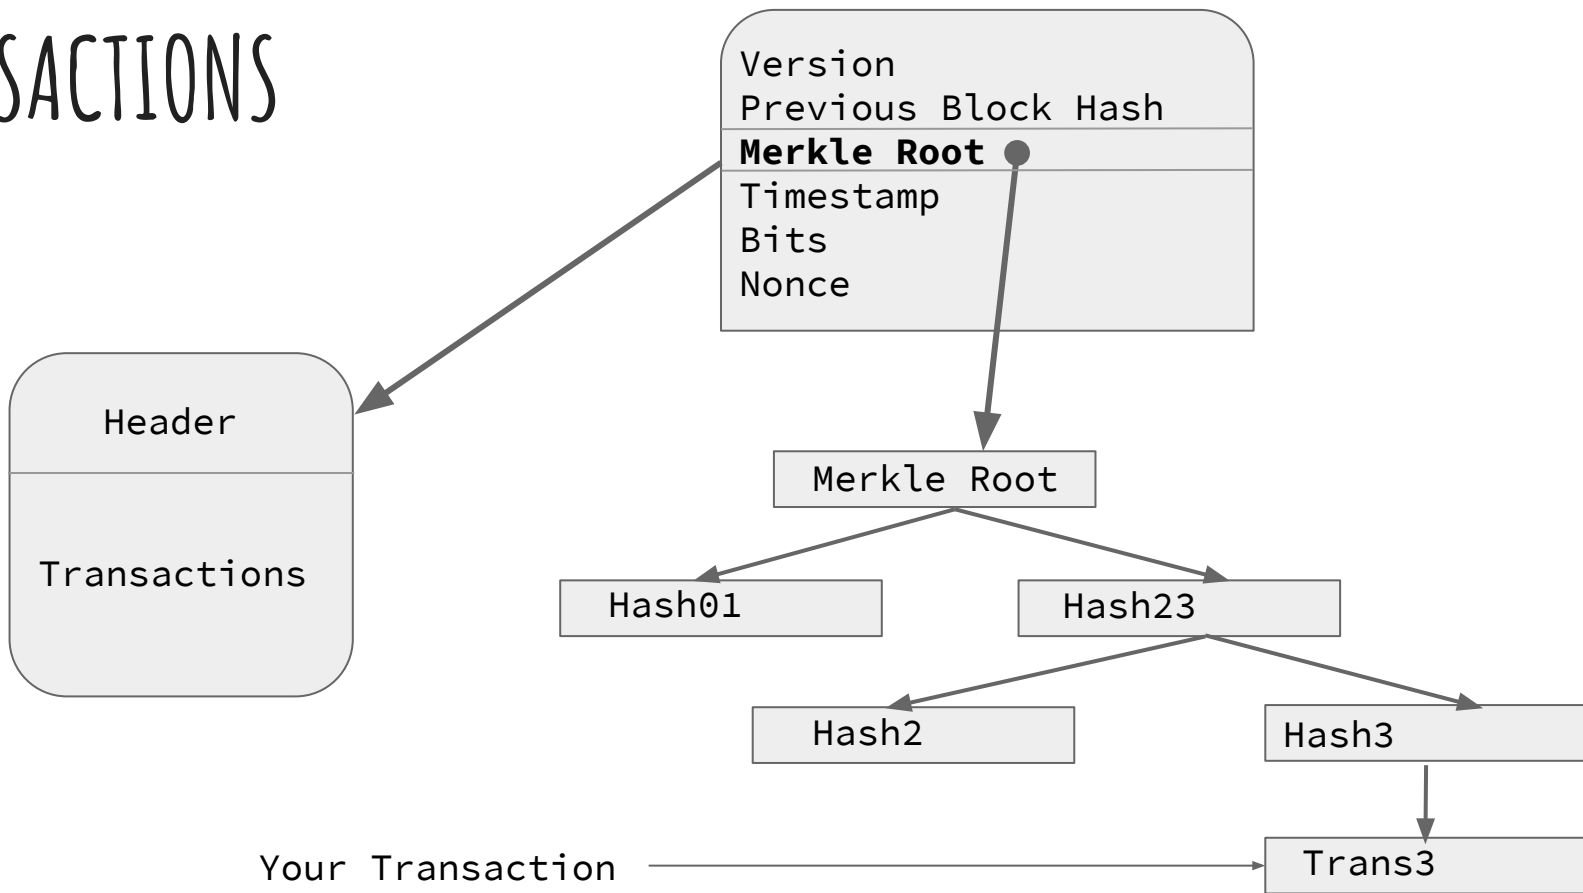 SACTIONS
Version
Previous Block Hash
Merkle Root
Timestamp
Bits
Nonce
Header
Transactions
Merkle Root
Hash01
Hash23
Hash2
Hash3
Your Transaction
Trans3